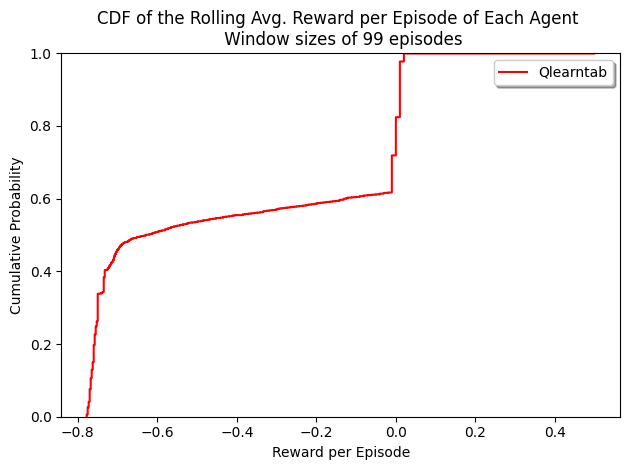 CDF of the Rolling Avg. Reward per Episode of Each Agent
Window sizes of 99 episodes
Qlearntab
Cumulative Probability
1.0
0.8
0.6
0.4
0.2
0.0
−0.8 −0.6 −0.4 −0.2 0.0 0.2 0.4
Reward per Episode